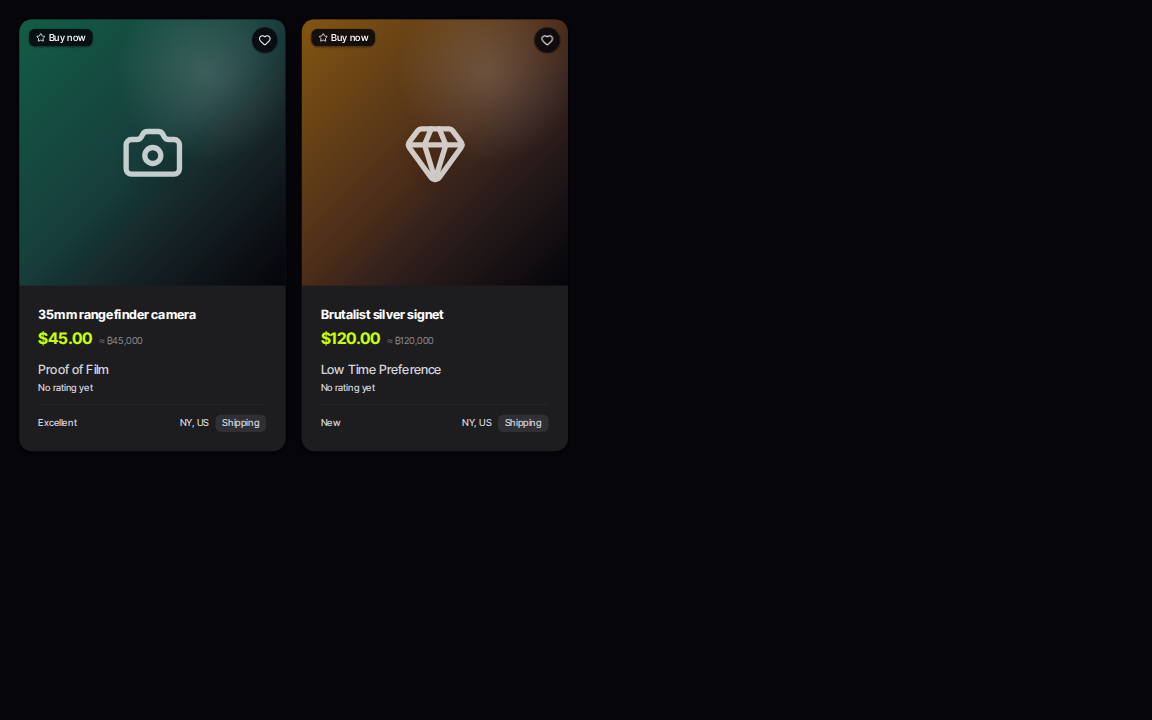 Buy now
35mm rangefinder camera
$45.00 ≈ ₿45,000
Proof of Film
No rating yet
Excellent NY, US Shipping
Buy now
Brutalist silver signet
$120.00 ≈ ₿120,000
Low Time Preference
No rating yet
New NY, US Shipping